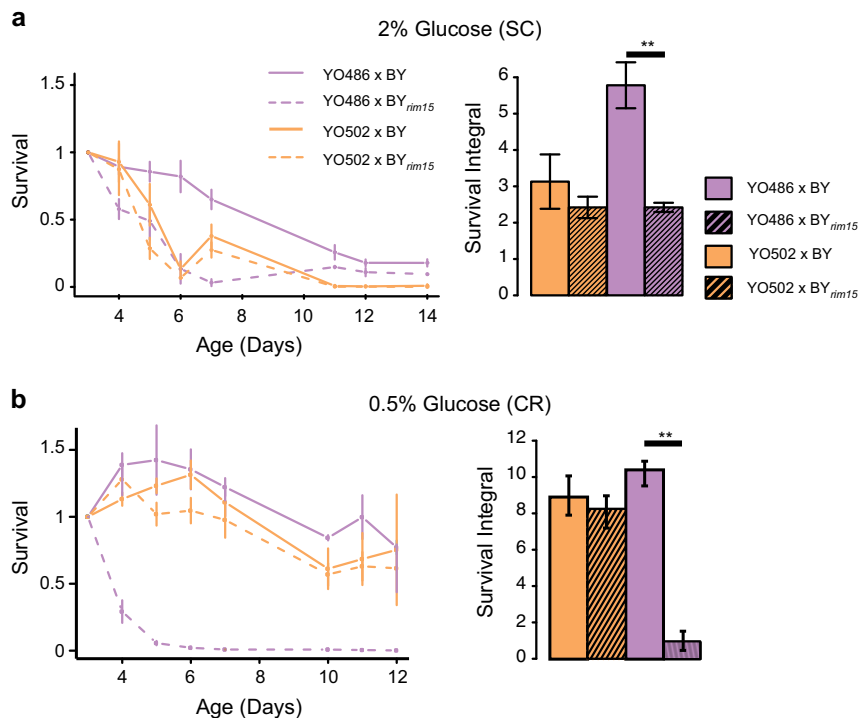 a
2% Glucose (SC)
YO486 x BY
YO486 x BYrim15
YO502 x BY
YO502 x BYrim15
Survival
1.5
1
0.5
0
4
6
8
10
12
14
Age (Days)
Survival Integral
6
5
4
3
2
1
0
**
YO486 x BY
YO486 x BYrim15
YO502 x BY
YO502 x BYrim15
b
0.5% Glucose (CR)
Survival
1.5
1
0.5
0
4
6
8
10
12
Age (Days)
Survival Integral
12
10
8
6
4
2
0
**